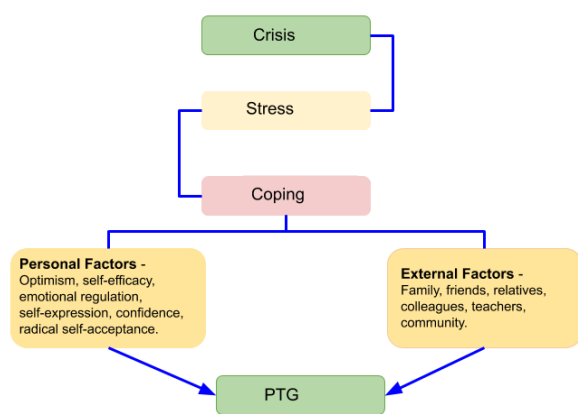 Crisis
Stress
Coping
Personal Factors -
Optimism, self-efficacy,
emotional regulation,
self-expression, confidence,
radical self-acceptance.
External Factors -
Family, friends, relatives,
colleagues, teachers,
community.
PTG